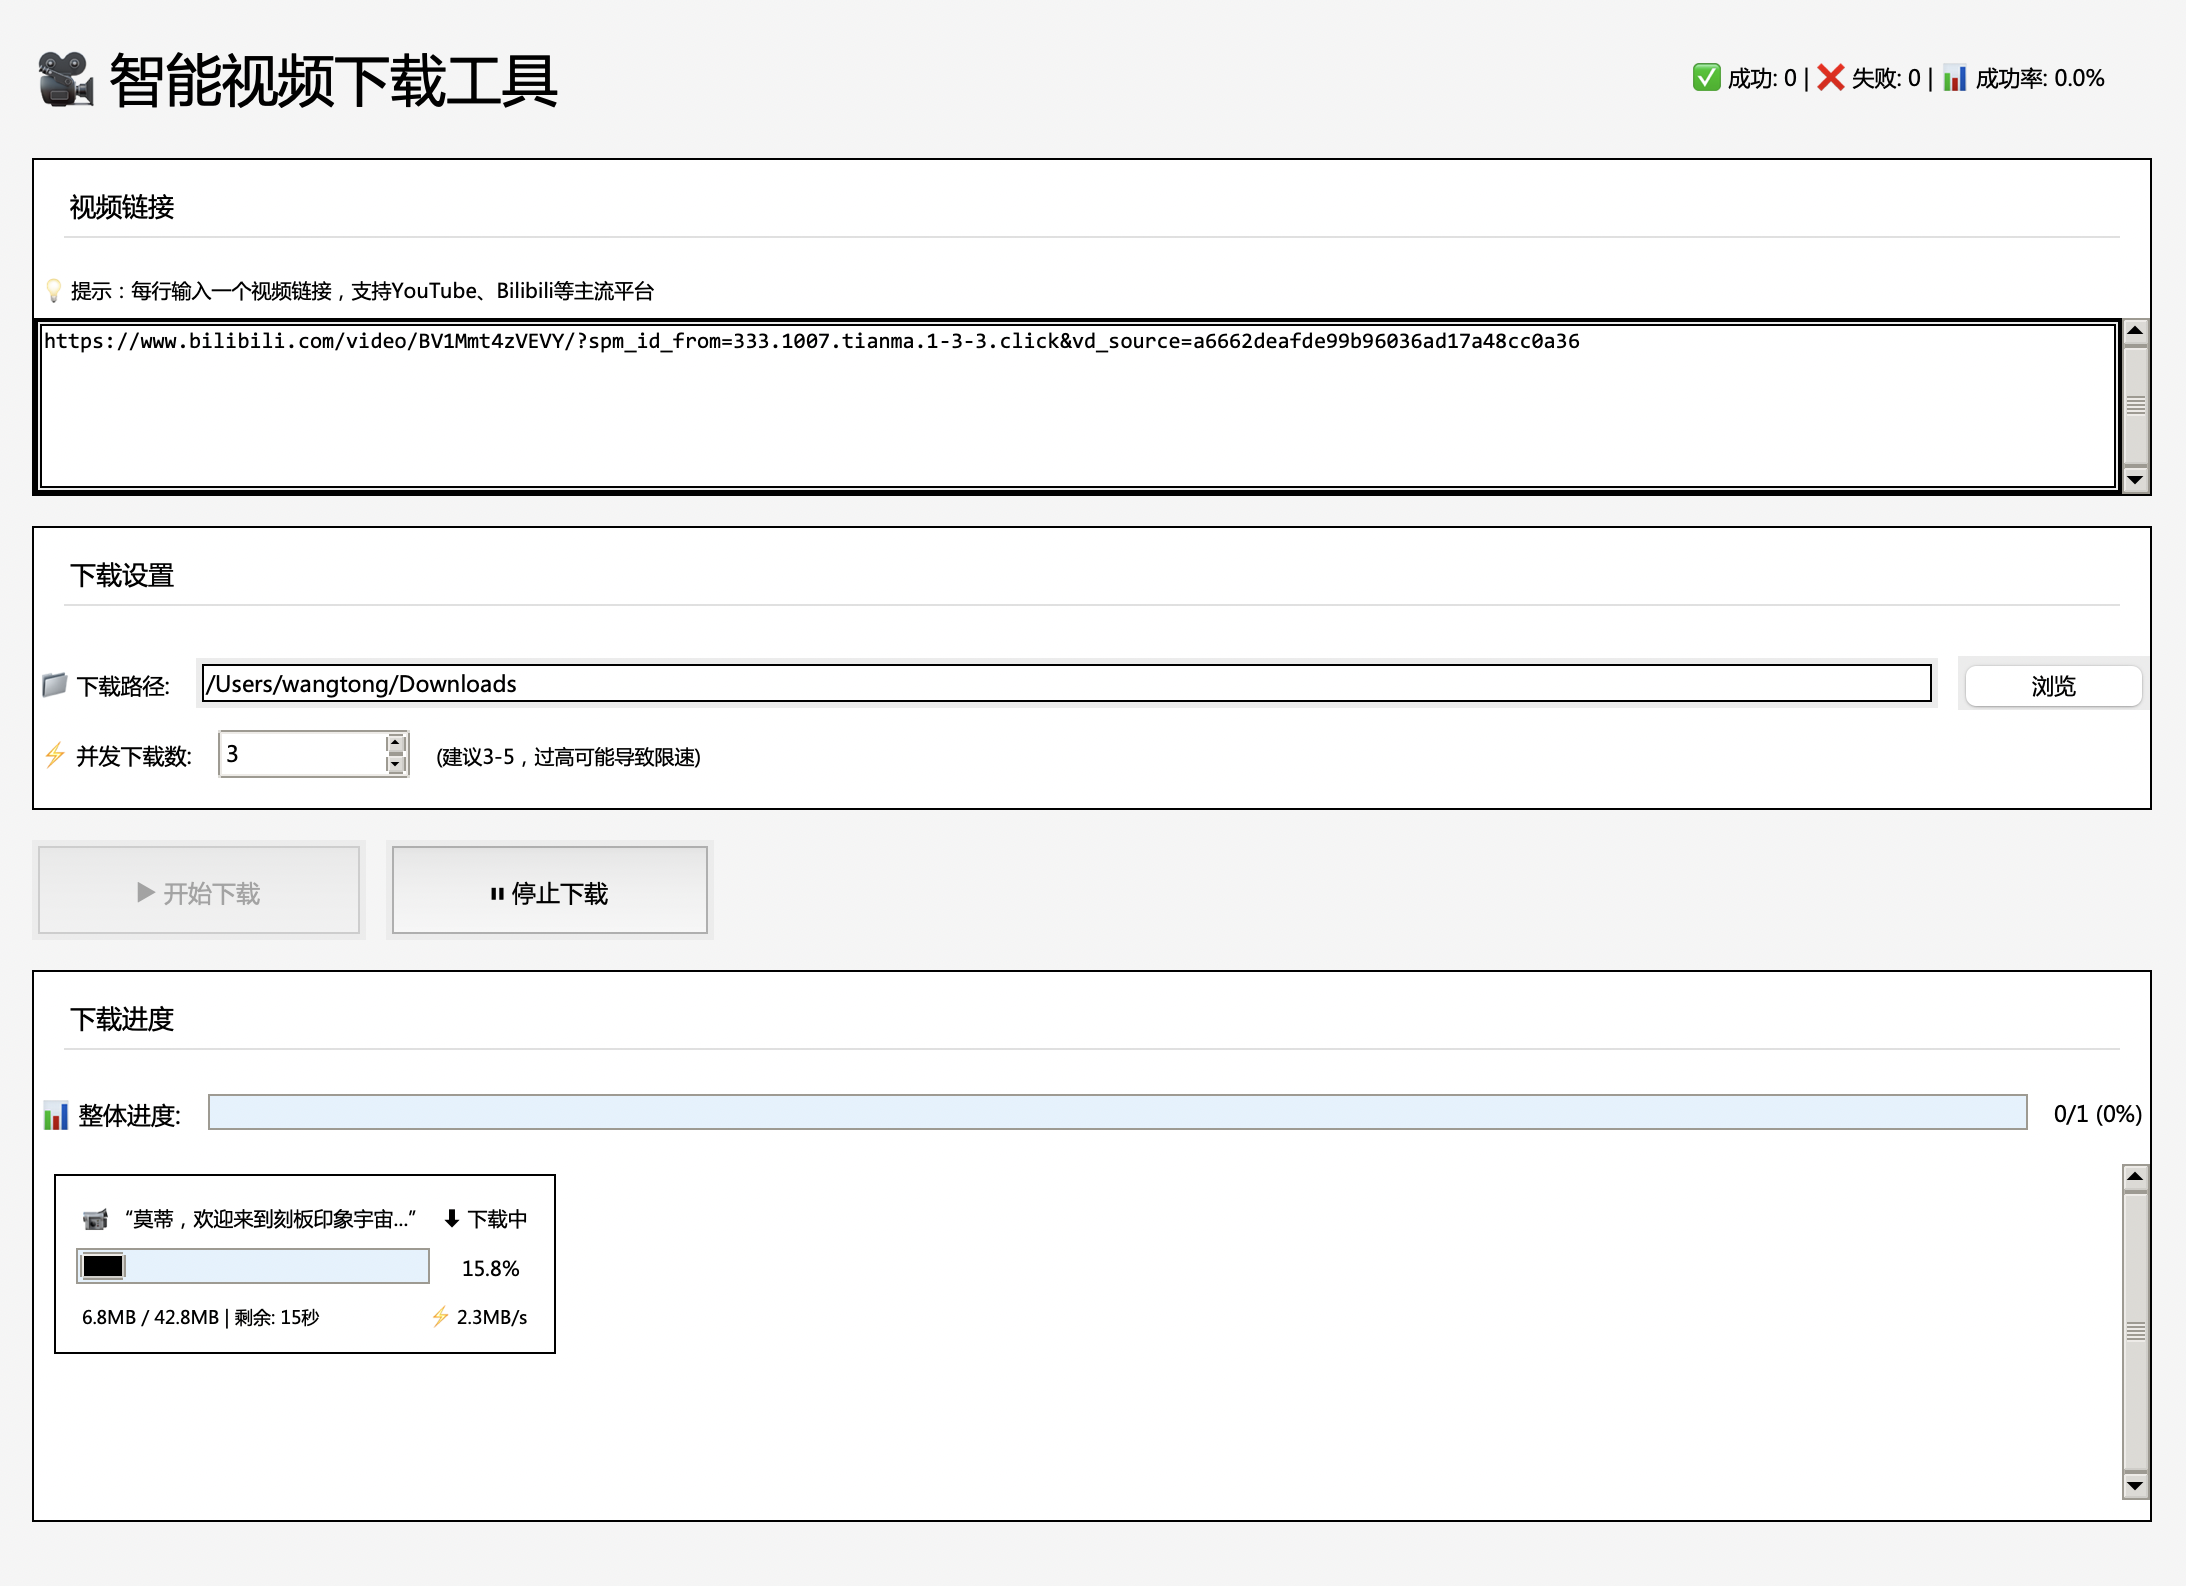 智能视频下载工具
✅ 成功: 0 | ❌ 失败: 0 | 📊 成功率: 0.0%
视频链接
💡 提示：每行输入一个视频链接，支持YouTube、Bilibili等主流平台
https://www.bilibili.com/video/BV1Mmt4zVEVY/?spm_id_from=333.1007.tianma.1-3-3.click&vd_source=a6662deafde99b96036ad17a48cc0a36
下载设置
下载路径: /Users/wangtong/Downloads 浏览
⚡ 并发下载数: 3 (建议3-5，过高可能导致限速)
▶ 开始下载 ⏸ 停止下载
下载进度
📊 整体进度: 0/1 (0%)
“莫蒂，欢迎来到刻板印象宇宙...” ⬇ 下载中
15.8%
6.8MB / 42.8MB | 剩余: 15秒 ⚡ 2.3MB/s